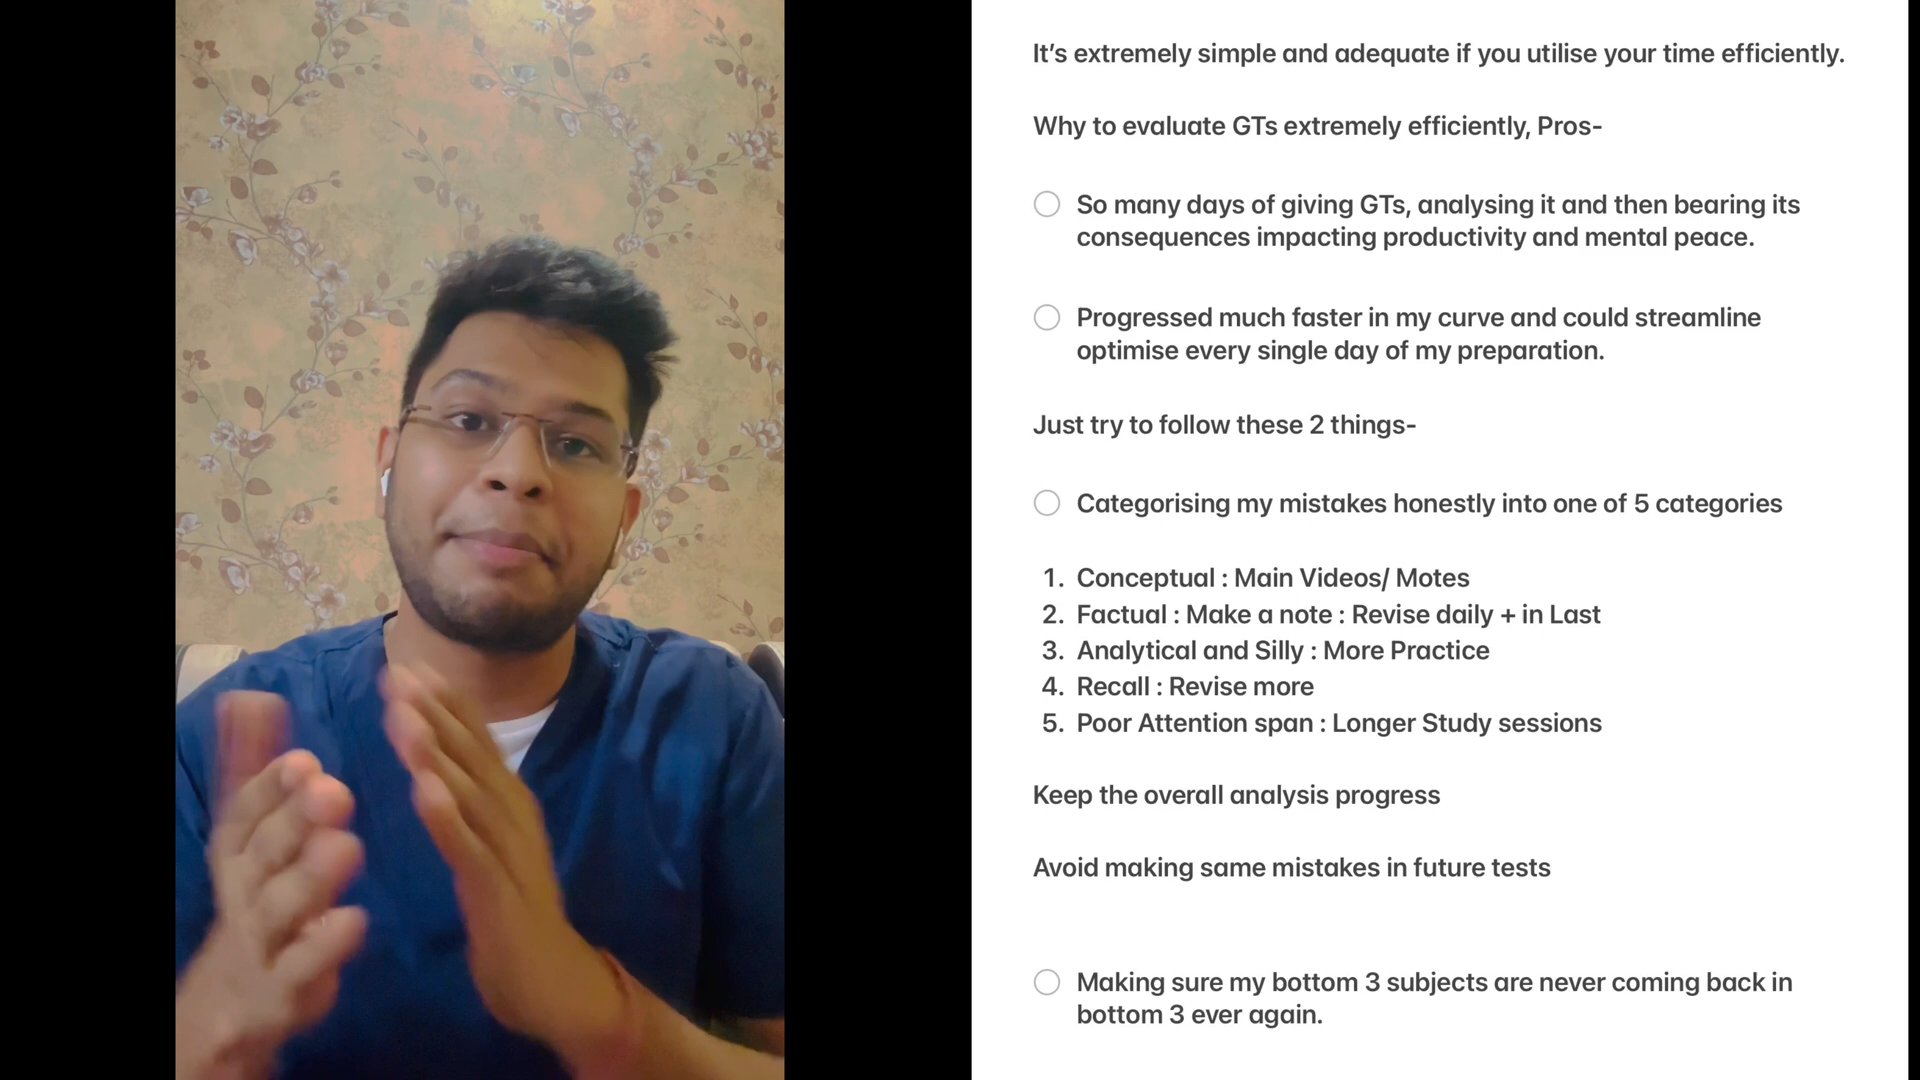 It's extremely simple and adequate if you utilise your time efficiently.
Why to evaluate GTs extremely efficiently, Pros-
So many days of giving GTs, analysing it and then bearing its
consequences impacting productivity and mental peace.
Progressed much faster in my curve and could streamline
optimise every single day of my preparation.
Just try to follow these 2 things-
Categorising my mistakes honestly into one of 5 categories
1. Conceptual : Main Videos/ Motes
2. Factual : Make a note : Revise daily + in Last
3. Analytical and Silly : More Practice
4. Recall : Revise more
5. Poor Attention span : Longer Study sessions
Keep the overall analysis progress
Avoid making same mistakes in future tests
Making sure my bottom 3 subjects are never coming back in
bottom 3 ever again.